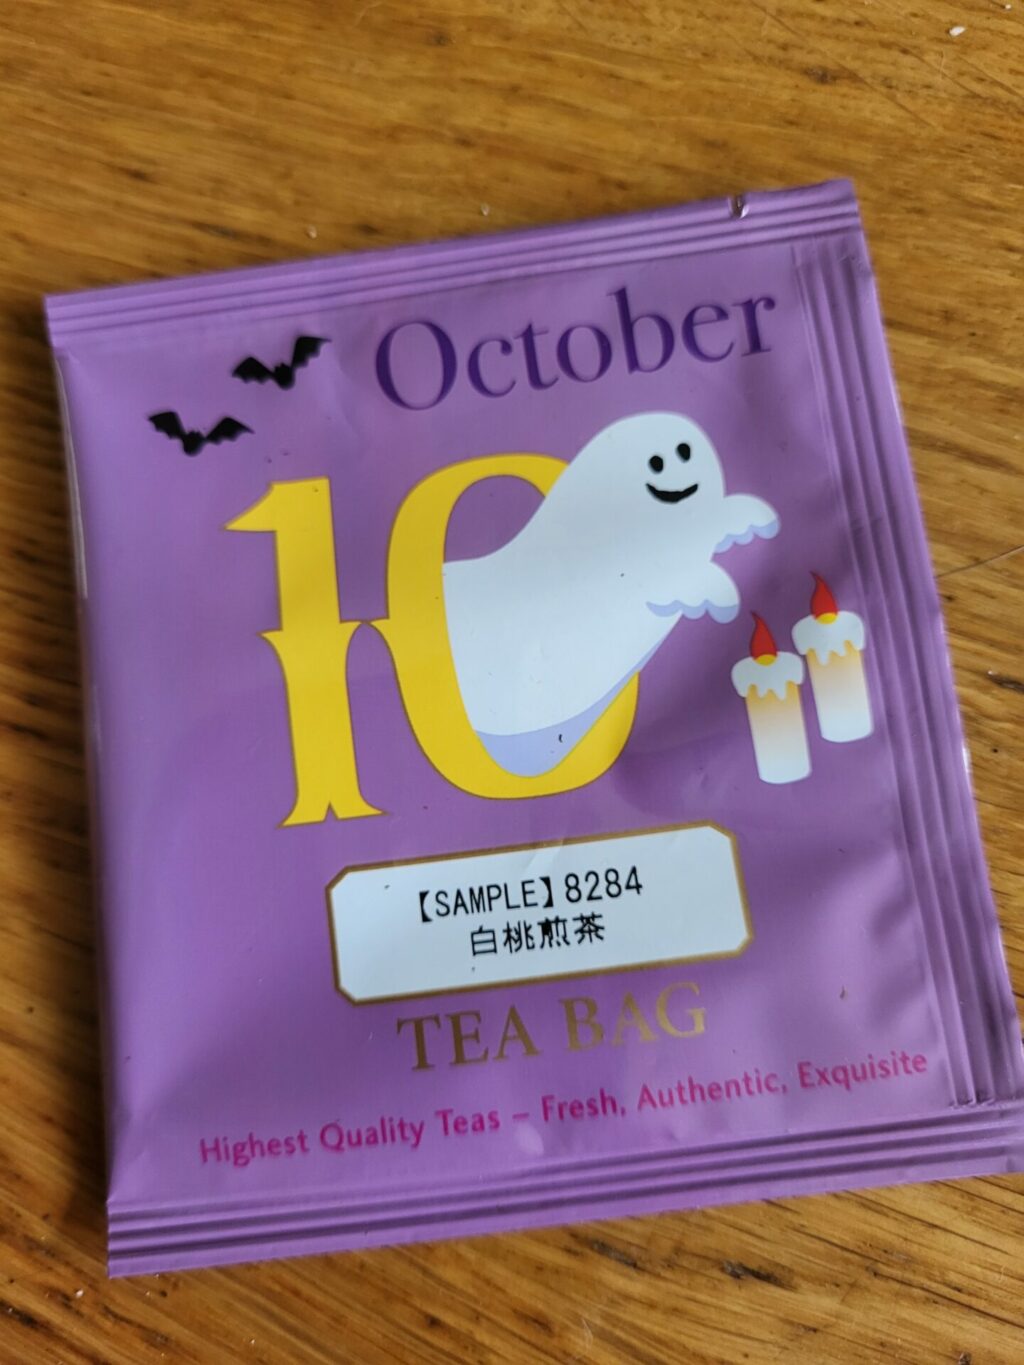 October
10
【SAMPLE】8284
白桃煎茶
TEA BAG
Highest Quality Teas – Fresh, Authentic, Exquisite